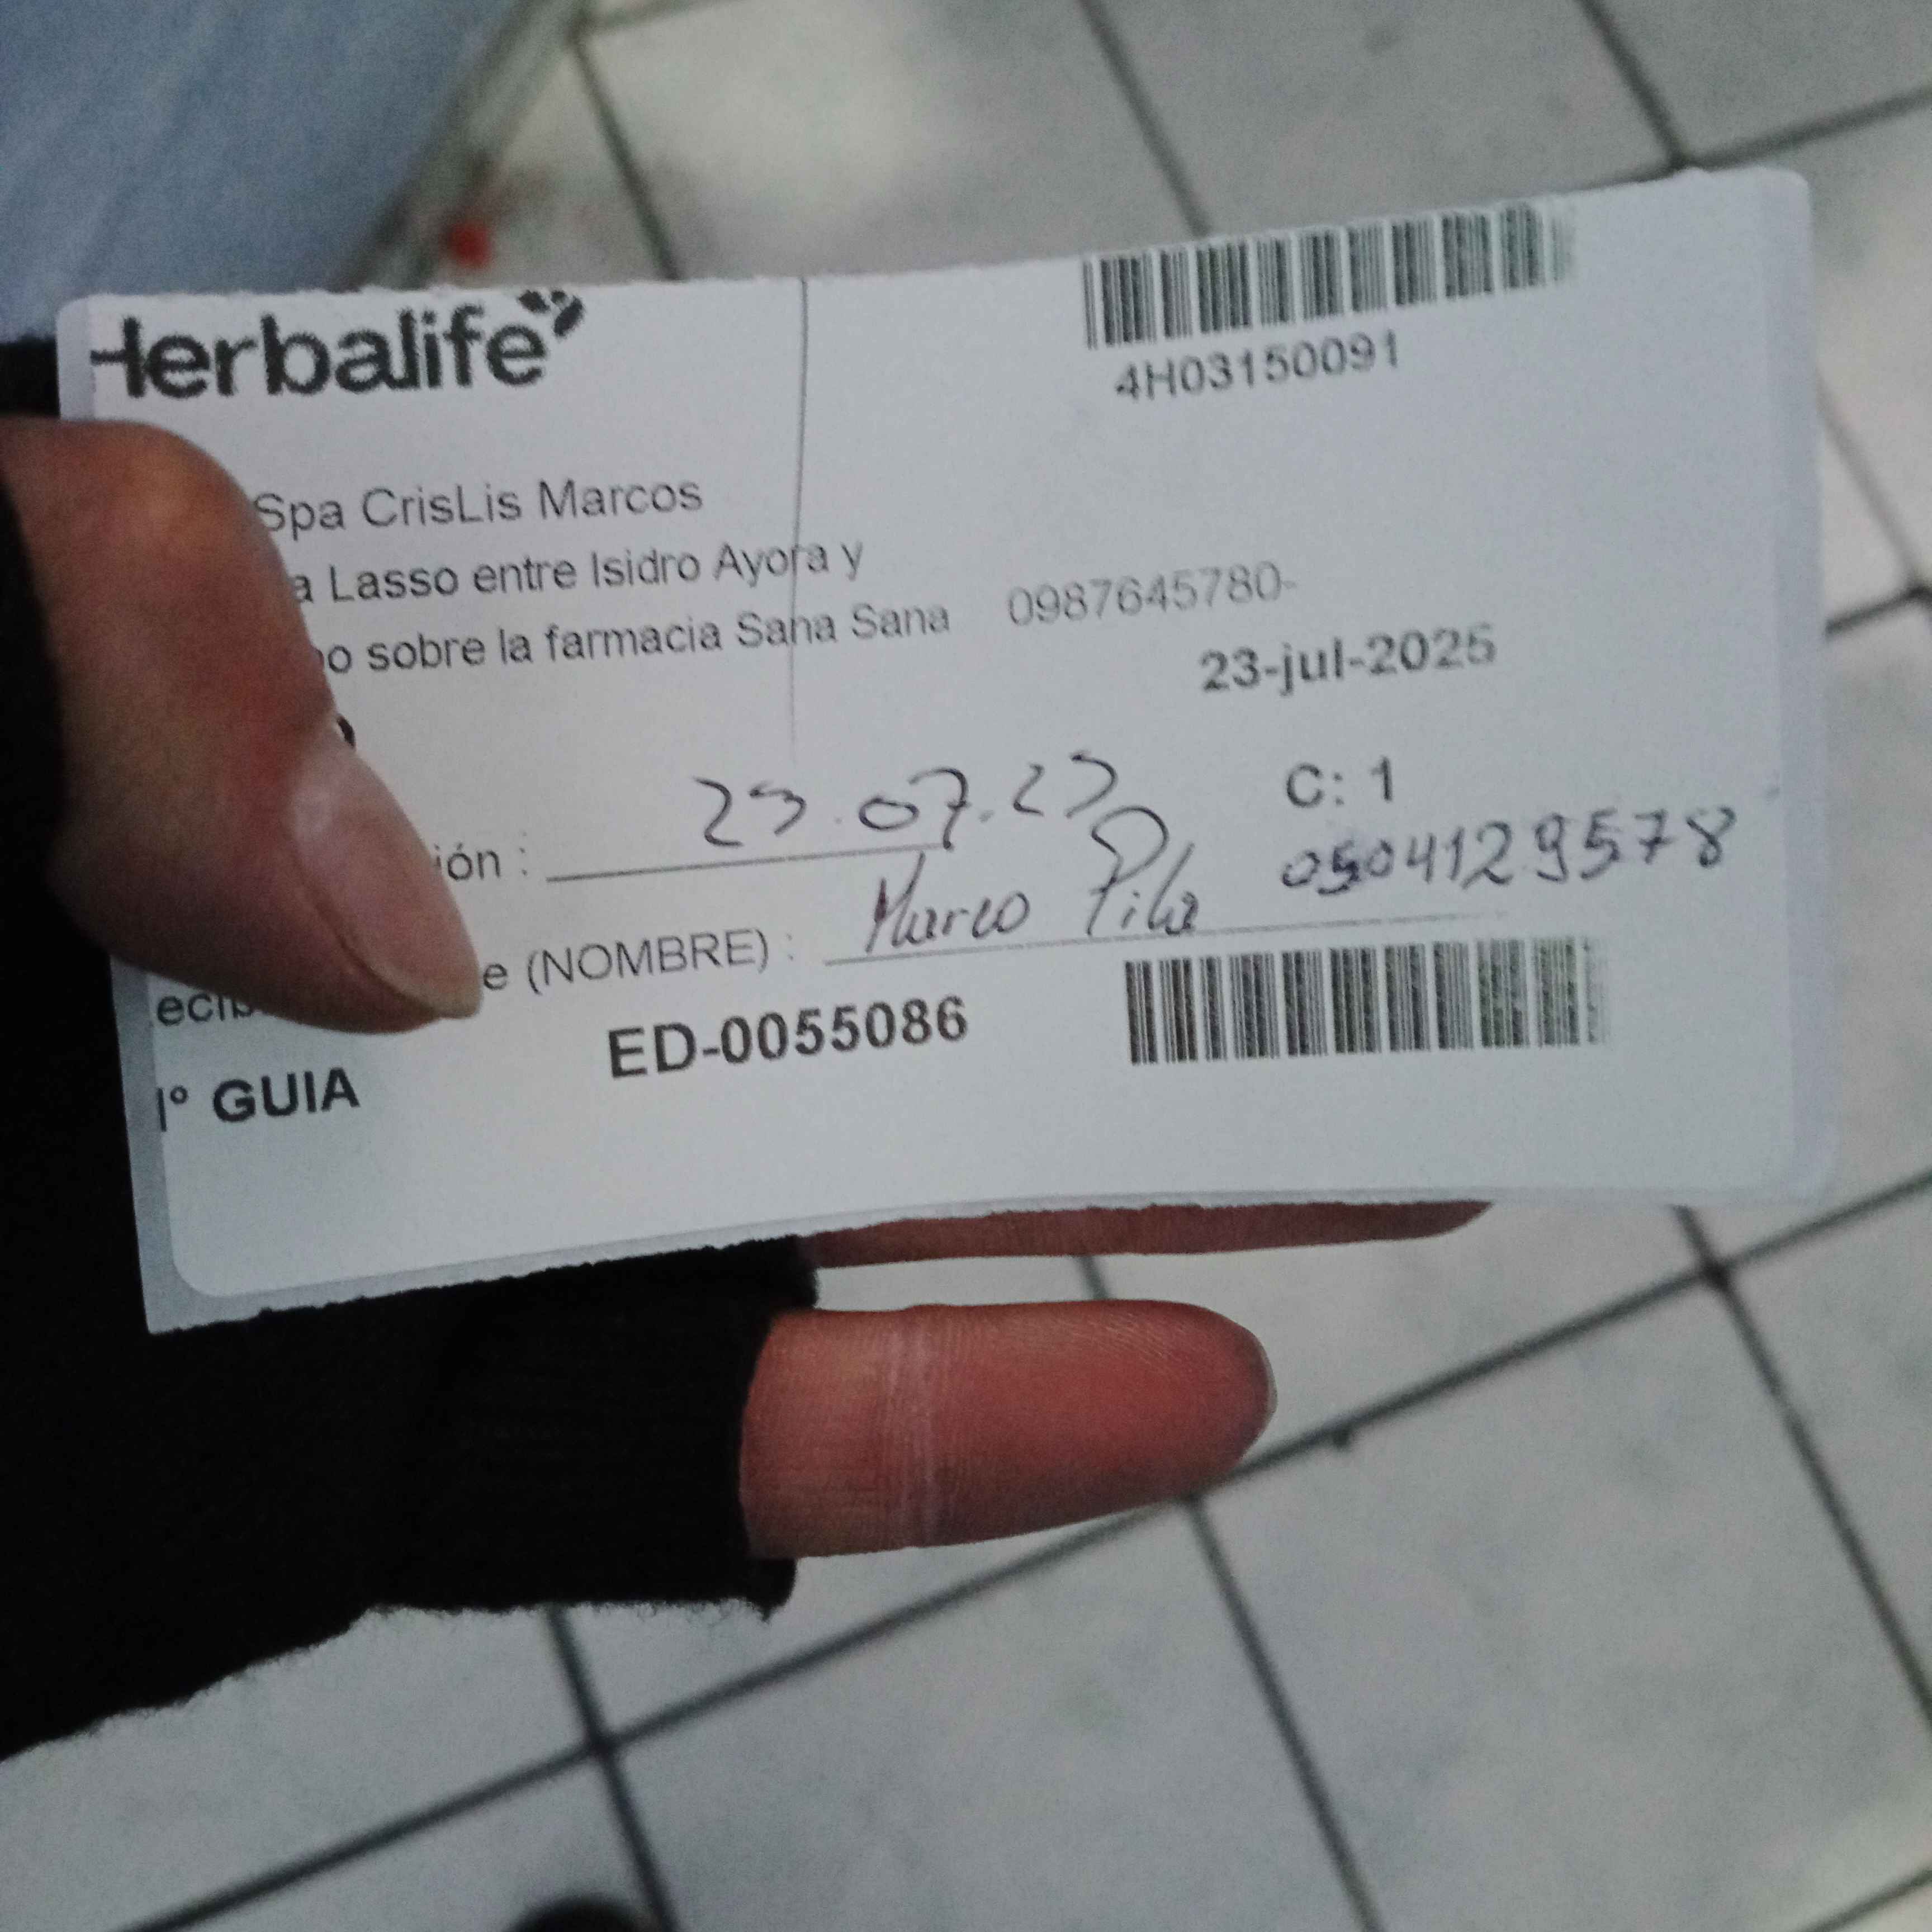 Herbalife
4H03150091
Spa CrisLis Marcos
a Lasso entre Isidro Ayora y
o sobre la farmacia Sana Sana 0987645780-
23-jul-2025
C: 1
ión : 23.07.25
e (NOMBRE) : Marco Pila 0504129578
ecib
N° GUIA ED-0055086